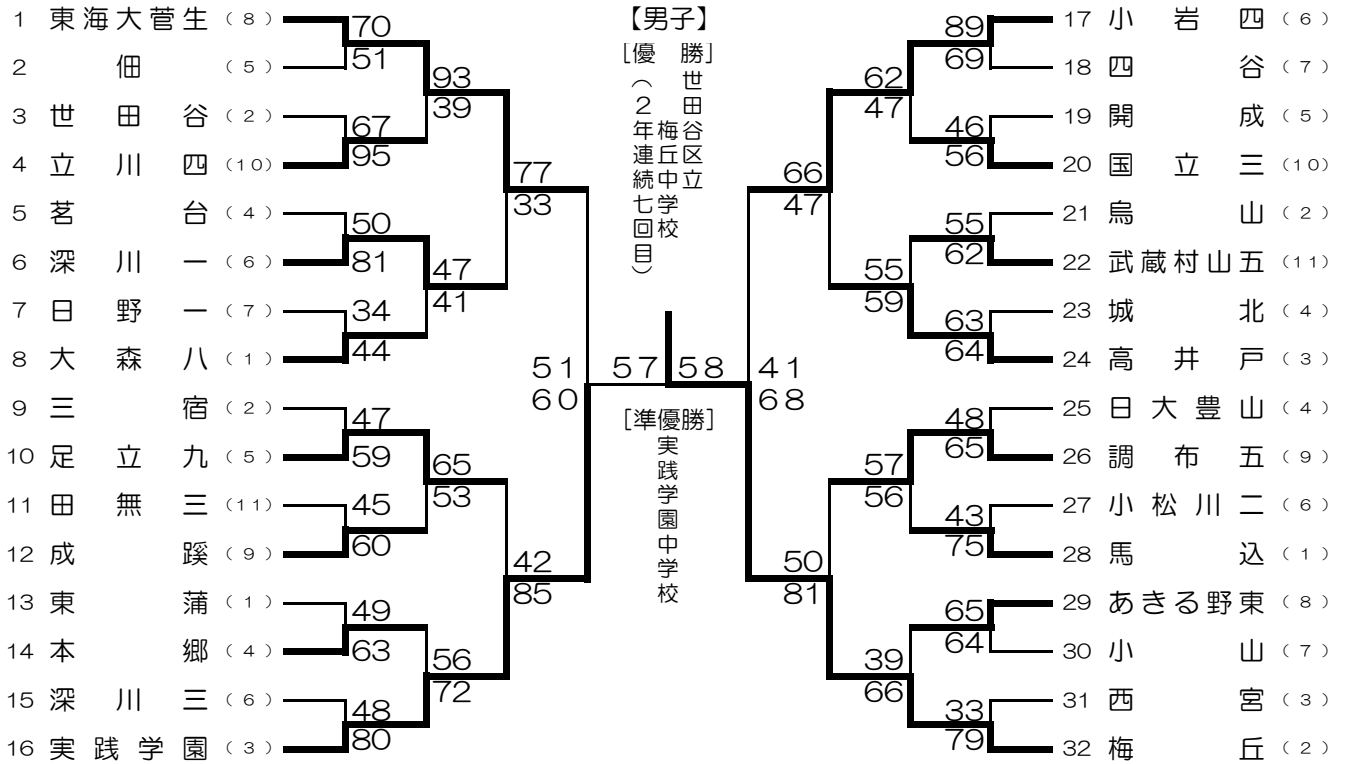 【男子】
[優 勝]
世田谷区立
梅丘中学校
（２年連続七回目）
[準優勝]
実践学園中学校
1 東海大菅生 （8）
2 佃 （5）
3 世田谷 （2）
4 立川四 （10）
5 茗台 （4）
6 深川一 （6）
7 日野一 （7）
8 大森八 （1）
9 三宿 （2）
10 足立九 （5）
11 田無三 （11）
12 成蹊 （9）
13 東蒲 （1）
14 本郷 （4）
15 深川三 （6）
16 実践学園 （3）
70
51
67
95
50
81
34
44
47
59
45
60
49
63
48
80
93
39
47
41
65
53
56
72
77
33
42
85
51
60
57
58
41
68
66
47
50
81
62
47
55
59
57
56
39
66
89
69
46
56
55
62
63
64
48
65
43
75
65
64
33
79
17 小岩四 （6）
18 四谷 （7）
19 開成 （5）
20 国立三 （10）
21 烏山 （2）
22 武蔵村山五 （11）
23 城北 （4）
24 高井戸 （3）
25 日大豊山 （4）
26 調布五 （9）
27 小松川二 （6）
28 馬込 （1）
29 あきる野東 （8）
30 小山 （7）
31 西宮 （3）
32 梅丘 （2）